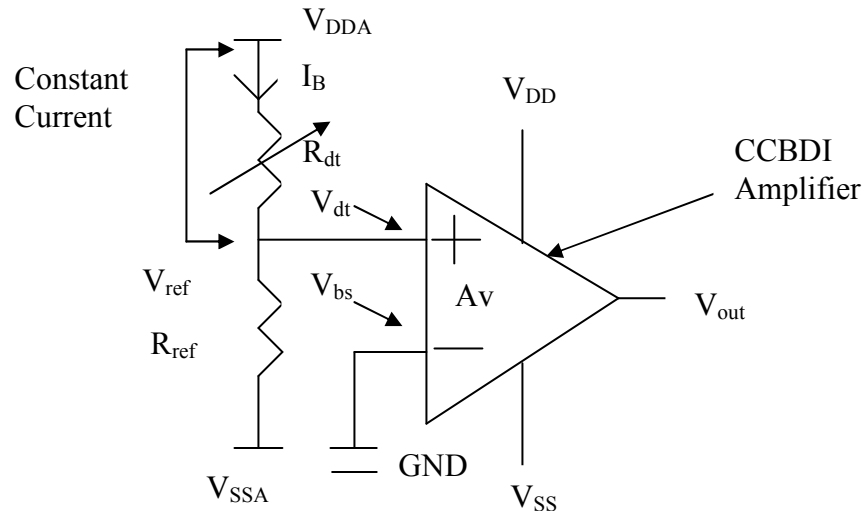 V_DDA
Constant
Current
I_B
V_DD
R_dt
CCBDI
Amplifier
V_dt
+
V_ref
V_bs
Av
V_out
R_ref
−
GND
V_SSA
V_SS